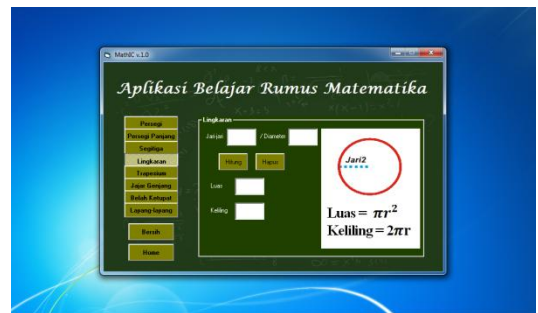 MathIC v.1.0
Aplikasi Belajar Rumus Matematika
Persegi
Persegi Panjang
Segitiga
Lingkaran
Trapesium
Jajar Genjang
Belah Ketupat
Layang-layang
Bersih
Home
Lingkaran
Jari-jari / Diameter
Hitung Hapus
Luas
Keliling
Jari2
Luas = πr²
Keliling = 2πr